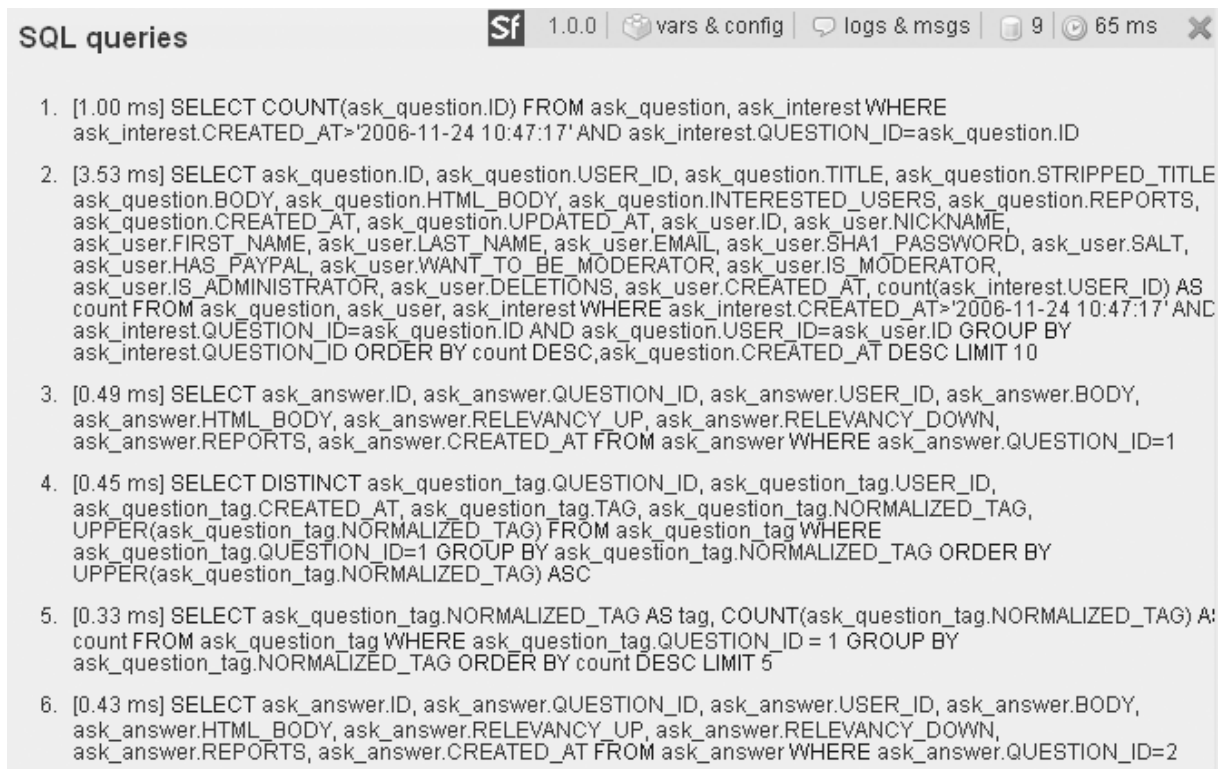 SQL queries
Sf 1.0.0 vars & config logs & msgs 9 65 ms
1. [1.00 ms] SELECT COUNT(ask_question.ID) FROM ask_question, ask_interest WHERE
ask_interest.CREATED_AT>'2006-11-24 10:47:17' AND ask_interest.QUESTION_ID=ask_question.ID
2. [3.53 ms] SELECT ask_question.ID, ask_question.USER_ID, ask_question.TITLE, ask_question.STRIPPED_TITLE
ask_question.BODY, ask_question.HTML_BODY, ask_question.INTERESTED_USERS, ask_question.REPORTS,
ask_question.CREATED_AT, ask_question.UPDATED_AT, ask_user.ID, ask_user.NICKNAME,
ask_user.FIRST_NAME, ask_user.LAST_NAME, ask_user.EMAIL, ask_user.SHA1_PASSWORD, ask_user.SALT,
ask_user.HAS_PAYPAL, ask_user.WANT_TO_BE_MODERATOR, ask_user.IS_MODERATOR,
ask_user.IS_ADMINISTRATOR, ask_user.DELETIONS, ask_user.CREATED_AT, count(ask_interest.USER_ID) AS
count FROM ask_question, ask_user, ask_interest WHERE ask_interest.CREATED_AT>'2006-11-24 10:47:17' AND
ask_interest.QUESTION_ID=ask_question.ID AND ask_question.USER_ID=ask_user.ID GROUP BY
ask_interest.QUESTION_ID ORDER BY count DESC,ask_question.CREATED_AT DESC LIMIT 10
3. [0.49 ms] SELECT ask_answer.ID, ask_answer.QUESTION_ID, ask_answer.USER_ID, ask_answer.BODY,
ask_answer.HTML_BODY, ask_answer.RELEVANCY_UP, ask_answer.RELEVANCY_DOWN,
ask_answer.REPORTS, ask_answer.CREATED_AT FROM ask_answer WHERE ask_answer.QUESTION_ID=1
4. [0.45 ms] SELECT DISTINCT ask_question_tag.QUESTION_ID, ask_question_tag.USER_ID,
ask_question_tag.CREATED_AT, ask_question_tag.TAG, ask_question_tag.NORMALIZED_TAG,
UPPER(ask_question_tag.NORMALIZED_TAG) FROM ask_question_tag WHERE
ask_question_tag.QUESTION_ID=1 GROUP BY ask_question_tag.NORMALIZED_TAG ORDER BY
UPPER(ask_question_tag.NORMALIZED_TAG) ASC
5. [0.33 ms] SELECT ask_question_tag.NORMALIZED_TAG AS tag, COUNT(ask_question_tag.NORMALIZED_TAG)
count FROM ask_question_tag WHERE ask_question_tag.QUESTION_ID = 1 GROUP BY
ask_question_tag.NORMALIZED_TAG ORDER BY count DESC LIMIT 5
6. [0.43 ms] SELECT ask_answer.ID, ask_answer.QUESTION_ID, ask_answer.USER_ID, ask_answer.BODY,
ask_answer.HTML_BODY, ask_answer.RELEVANCY_UP, ask_answer.RELEVANCY_DOWN,
ask_answer.REPORTS, ask_answer.CREATED_AT FROM ask_answer WHERE ask_answer.QUESTION_ID=2